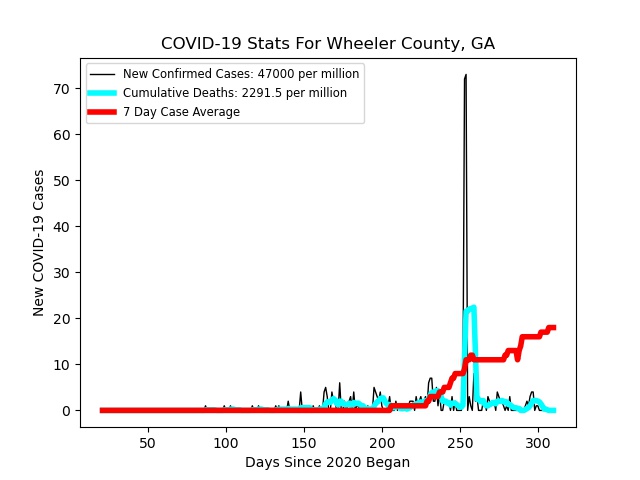 COVID-19 Stats For Wheeler County, GA
New Confirmed Cases: 47000 per million
Cumulative Deaths: 2291.5 per million
7 Day Case Average
New COVID-19 Cases
70
60
50
40
30
20
10
0
50 100 150 200 250 300
Days Since 2020 Began